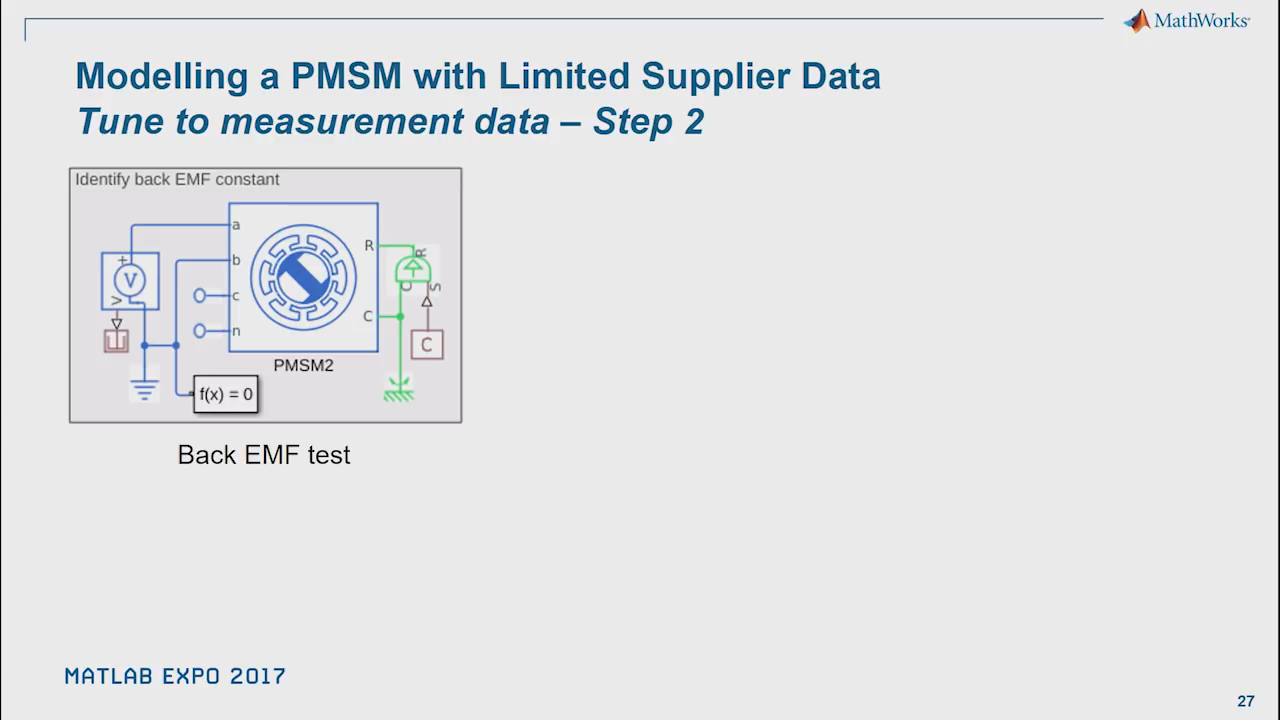 MathWorks®
Modelling a PMSM with Limited Supplier Data
Tune to measurement data – Step 2
Identify back EMF constant
a
b
c
n
+
V
V
R
C
R
C
S
C
PMSM2
f(x) = 0
Back EMF test
MATLAB EXPO 2017
27